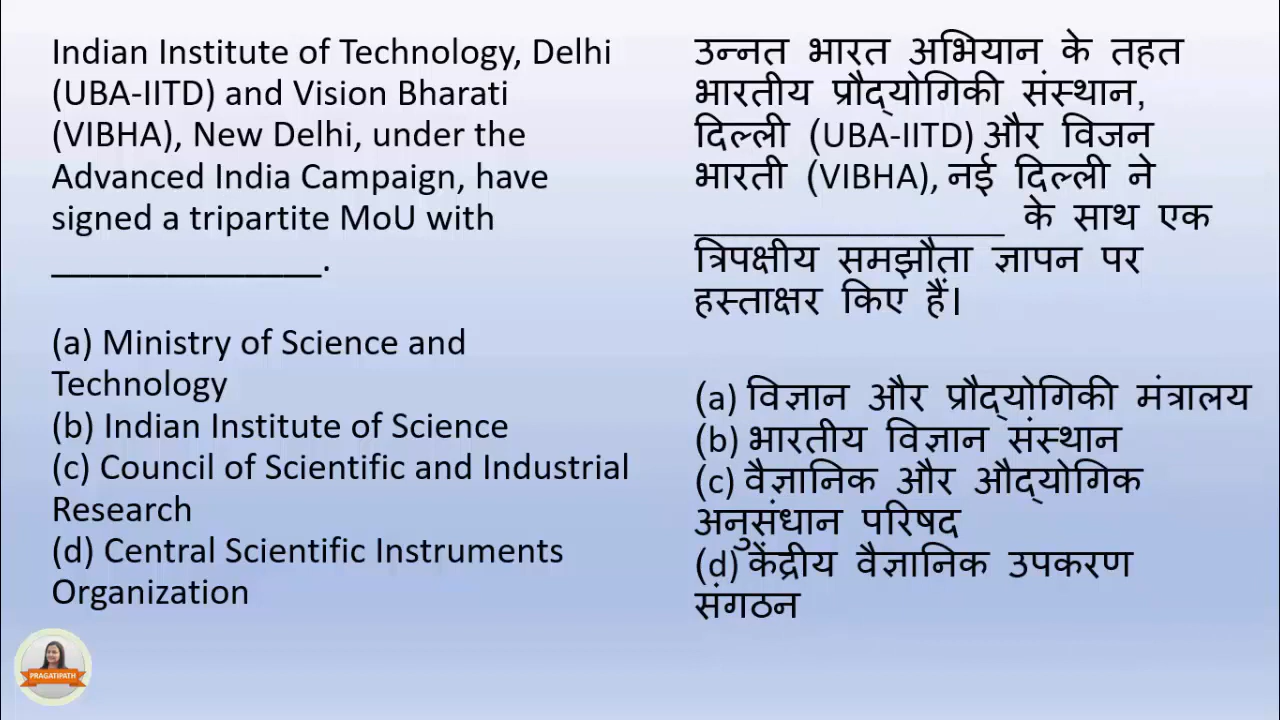 Indian Institute of Technology, Delhi
(UBA-IITD) and Vision Bharati
(VIBHA), New Delhi, under the
Advanced India Campaign, have
signed a tripartite MoU with
______________.
(a) Ministry of Science and
Technology
(b) Indian Institute of Science
(c) Council of Scientific and Industrial
Research
(d) Central Scientific Instruments
Organization
उन्नत भारत अभियान के तहत
भारतीय प्रौद्योगिकी संस्थान,
दिल्ली (UBA-IITD) और विजन
भारती (VIBHA), नई दिल्ली ने
________________ के साथ एक
त्रिपक्षीय समझौता ज्ञापन पर
हस्ताक्षर किए हैं।
(a) विज्ञान और प्रौद्योगिकी मंत्रालय
(b) भारतीय विज्ञान संस्थान
(c) वैज्ञानिक और औद्योगिक
अनुसंधान परिषद
(d) केंद्रीय वैज्ञानिक उपकरण
संगठन
PRAGATIPATH